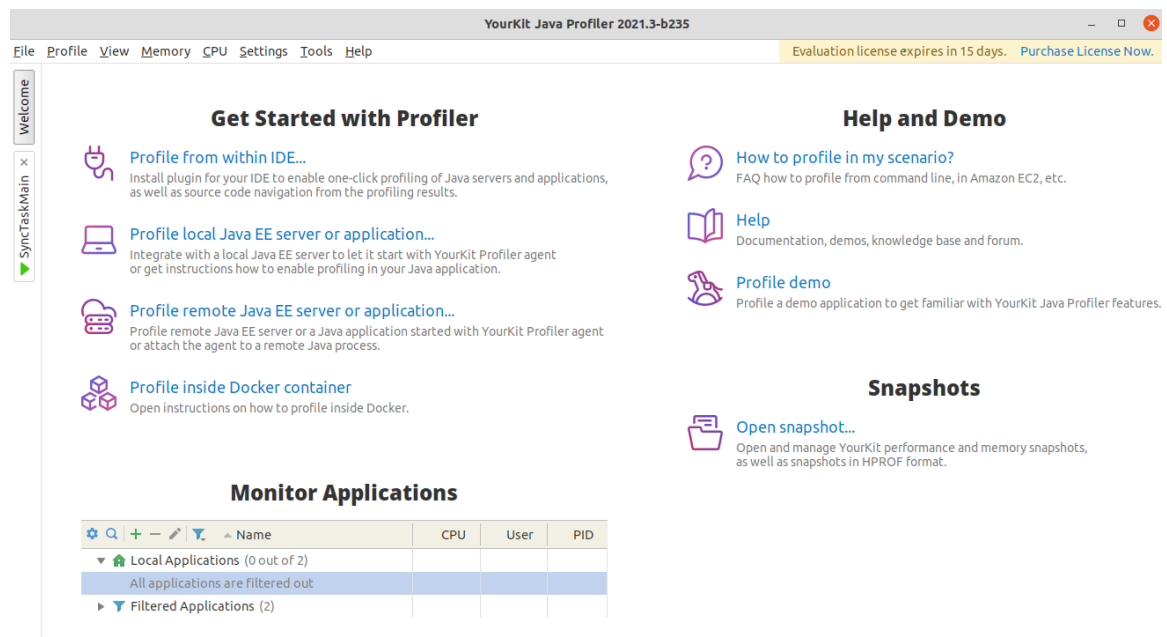 YourKit Java Profiler 2021.3-b235
File Profile View Memory CPU Settings Tools Help
Evaluation license expires in 15 days. Purchase License Now.
Welcome
SyncTaskMain
Get Started with Profiler
Profile from within IDE...
Install plugin for your IDE to enable one-click profiling of Java servers and applications,
as well as source code navigation from the profiling results.
Profile local Java EE server or application...
Integrate with a local Java EE server to let it start with YourKit Profiler agent
or get instructions how to enable profiling in your Java application.
Profile remote Java EE server or application...
Profile remote Java EE server or a Java application started with YourKit Profiler agent
or attach the agent to a remote Java process.
Profile inside Docker container
Open instructions on how to profile inside Docker.
Monitor Applications
Name CPU User PID
Local Applications (0 out of 2)
All applications are filtered out
Filtered Applications (2)
Help and Demo
How to profile in my scenario?
FAQ how to profile from command line, in Amazon EC2, etc.
Help
Documentation, demos, knowledge base and forum.
Profile demo
Profile a demo application to get familiar with YourKit Java Profiler features.
Snapshots
Open snapshot...
Open and manage YourKit performance and memory snapshots,
as well as snapshots in HPROF format.